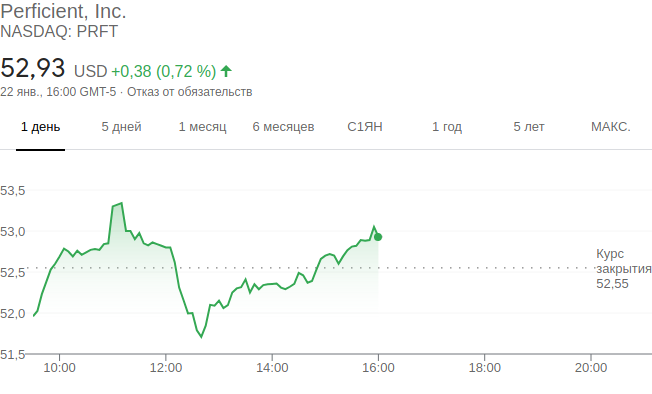 Perficient, Inc.
NASDAQ: PRFT
52,93 USD +0,38 (0,72 %)
22 янв., 16:00 GMT-5 · Отказ от обязательств
1 день 5 дней 1 месяц 6 месяцев С1ЯН 1 год 5 лет МАКС.
53,5
53,0
Курс
закрытия
52,5
52,55
52,0
51,5
10:00 12:00 14:00 16:00 18:00 20:00